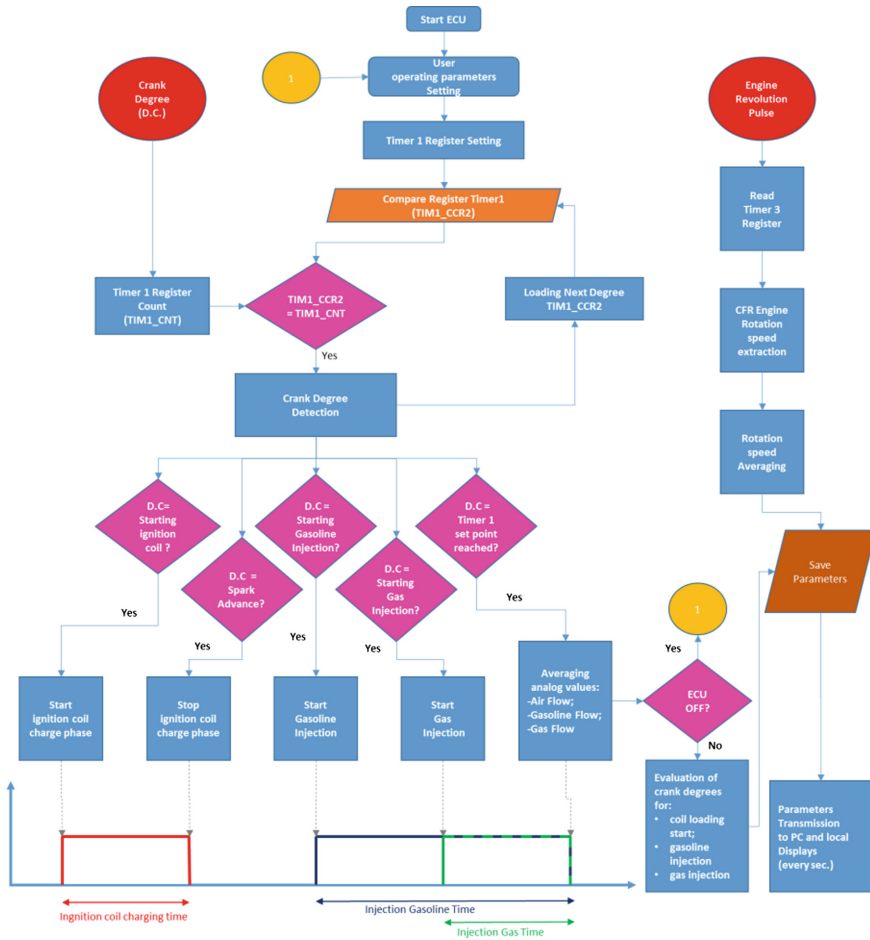 Start ECU
1
User
operating parameters
Setting
Crank
Degree
(D.C.)
Engine
Revolution
Pulse
Timer 1 Register Setting
Compare Register Timer1
(TIM1_CCR2)
Read
Timer 3
Register
Timer 1 Register
Count
(TIM1_CNT)
TIM1_CCR2
= TIM1_CNT
Loading Next Degree
TIM1_CCR2
CFR Engine
Rotation
speed
extraction
Yes
Crank Degree
Detection
Rotation
speed
Averaging
D.C=
Starting
ignition
coil ?
D.C =
Spark
Advance?
D.C=
Starting
Gasoline
Injection?
D.C=
Starting
Gas
Injection?
D.C =
Timer 1
set point
reached?
Save
Parameters
Yes
Yes
Yes
Yes
Yes
1
Yes
Start
ignition coil
charge phase
Stop
ignition coil
charge phase
Start
Gasoline
Injection
Start
Gas
Injection
Averaging
analog values:
-Air Flow;
-Gasoline Flow;
-Gas Flow
ECU
OFF?
No
Evaluation of
crank degrees
for:
• coil loading
start;
• gasoline
injection
• gas injection
Parameters
Transmission
to PC and local
Displays
(every sec.)
Ingnition coil charging time
Injection Gasoline Time
Injection Gas Time